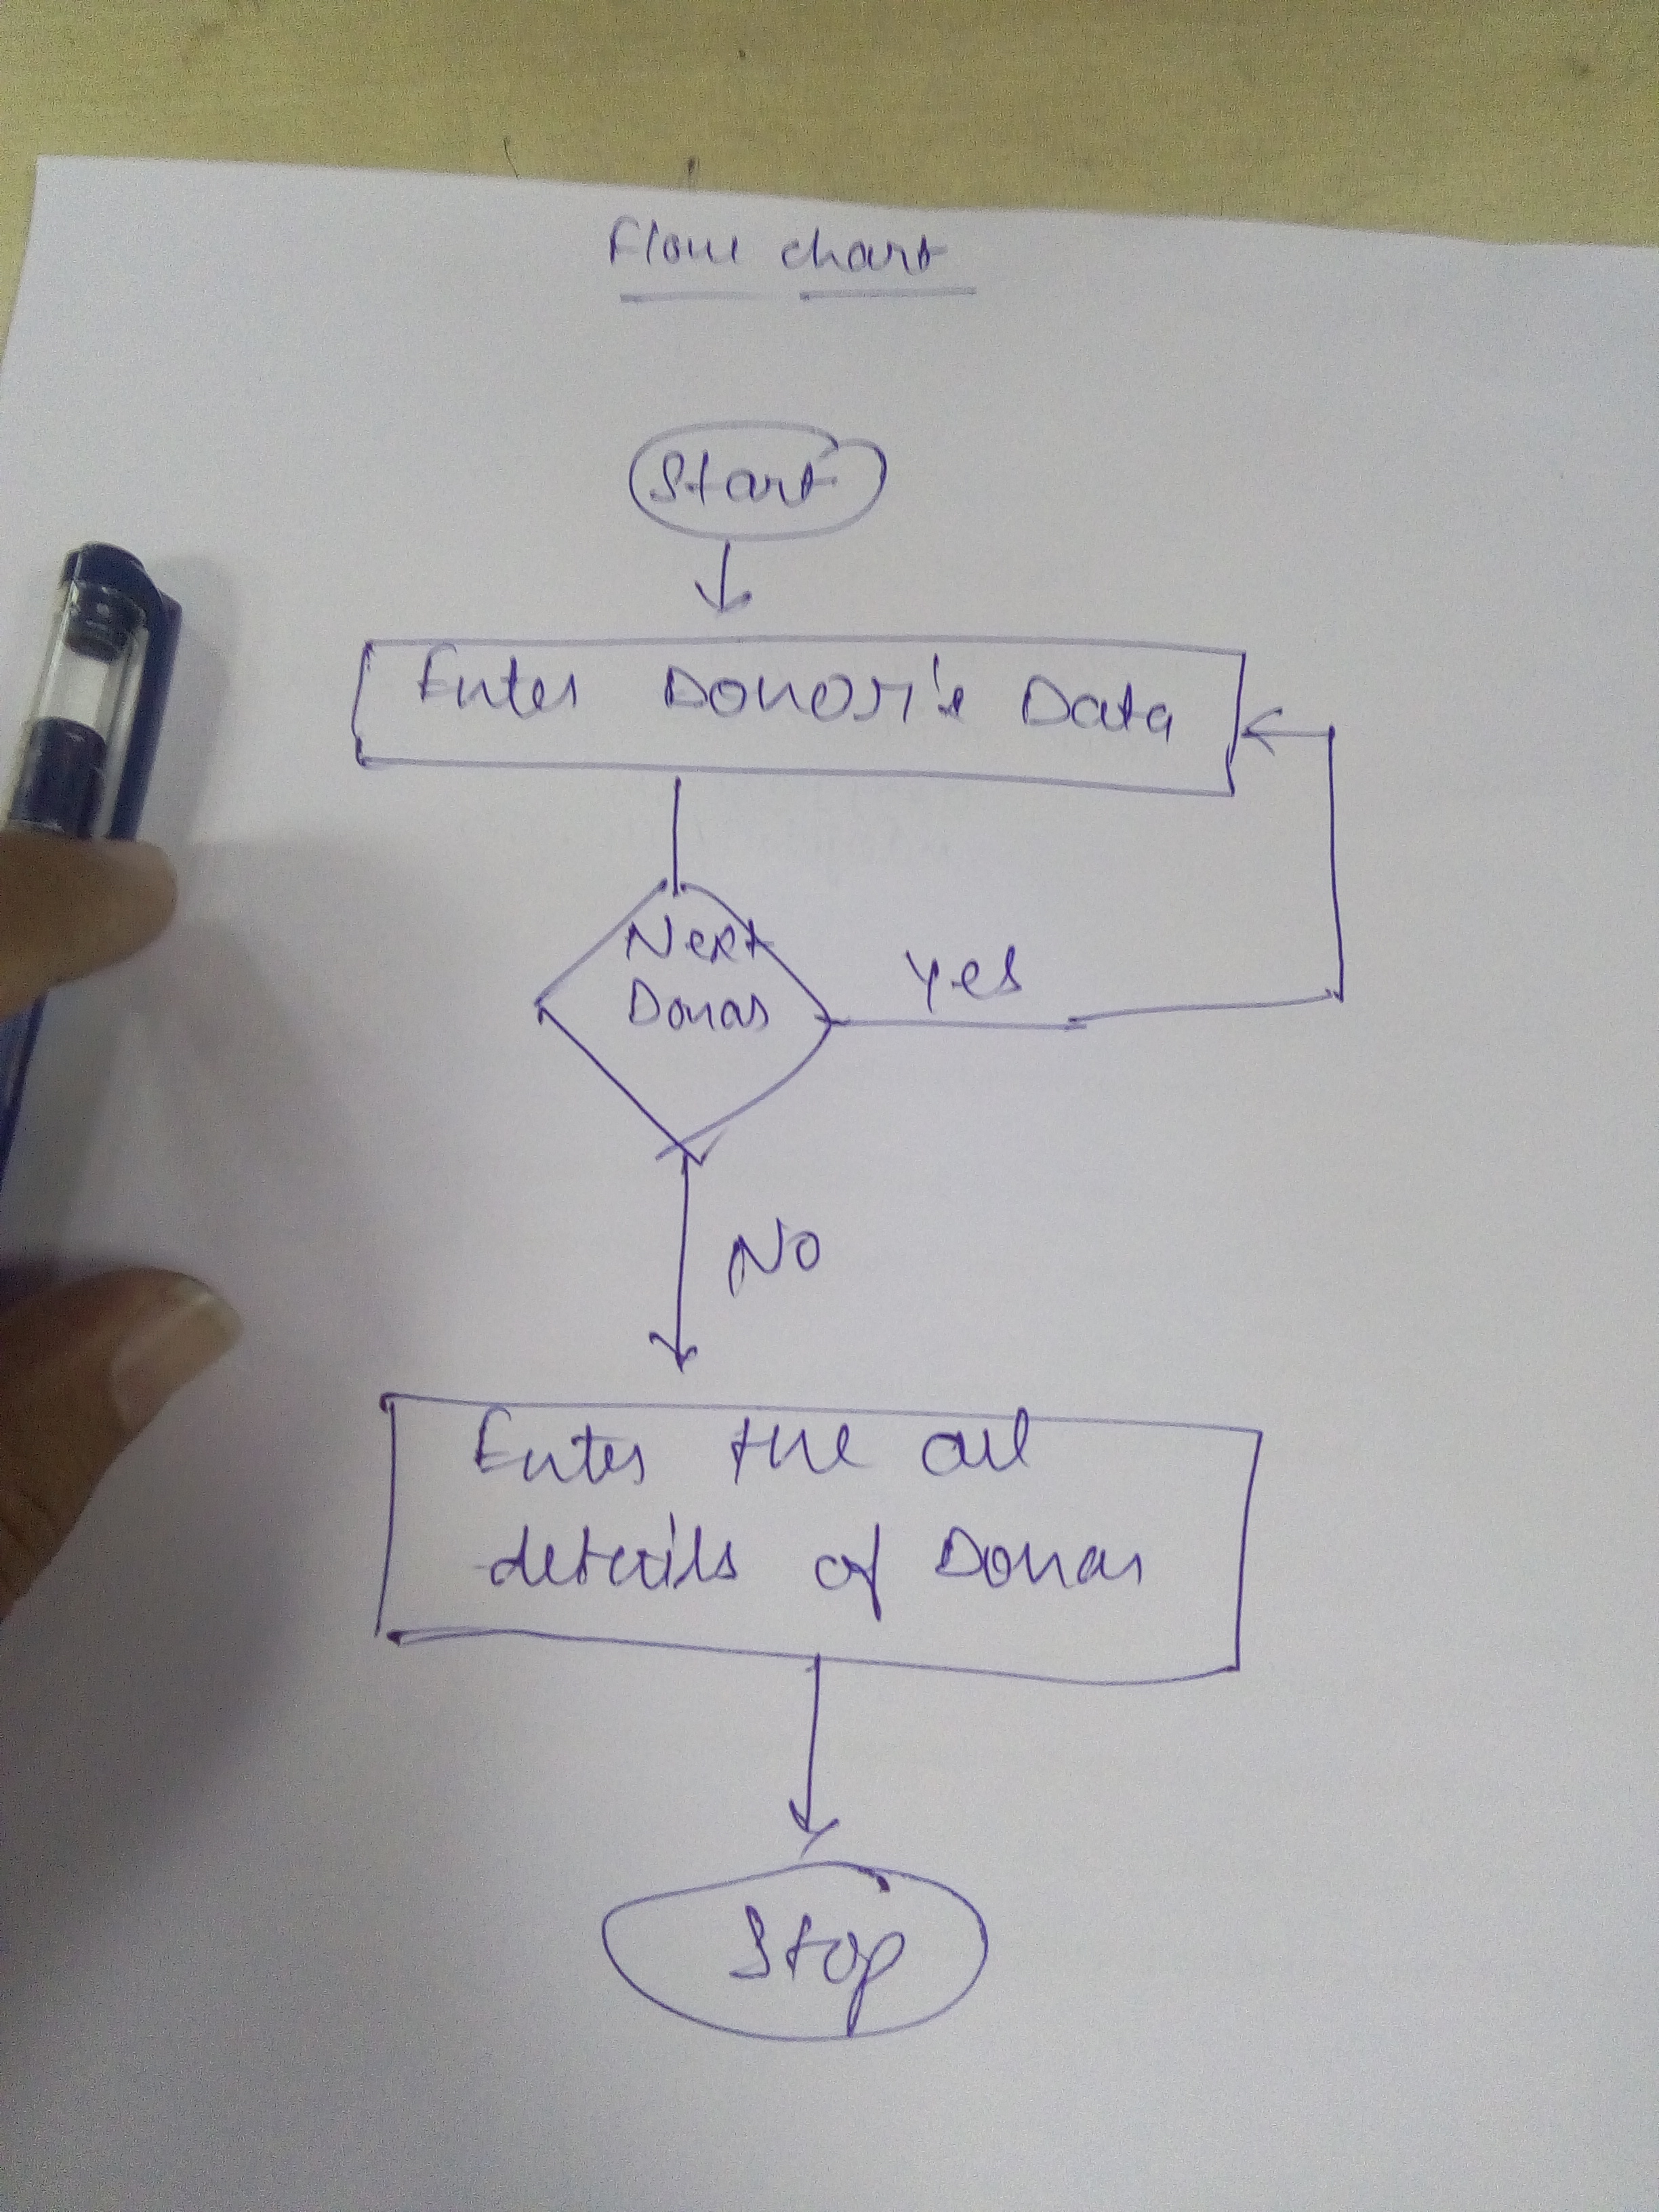 Flow chart
Start
Enter Donor's Data
Next
Donar
Yes
No
Enter the all
details of Donar
Stop